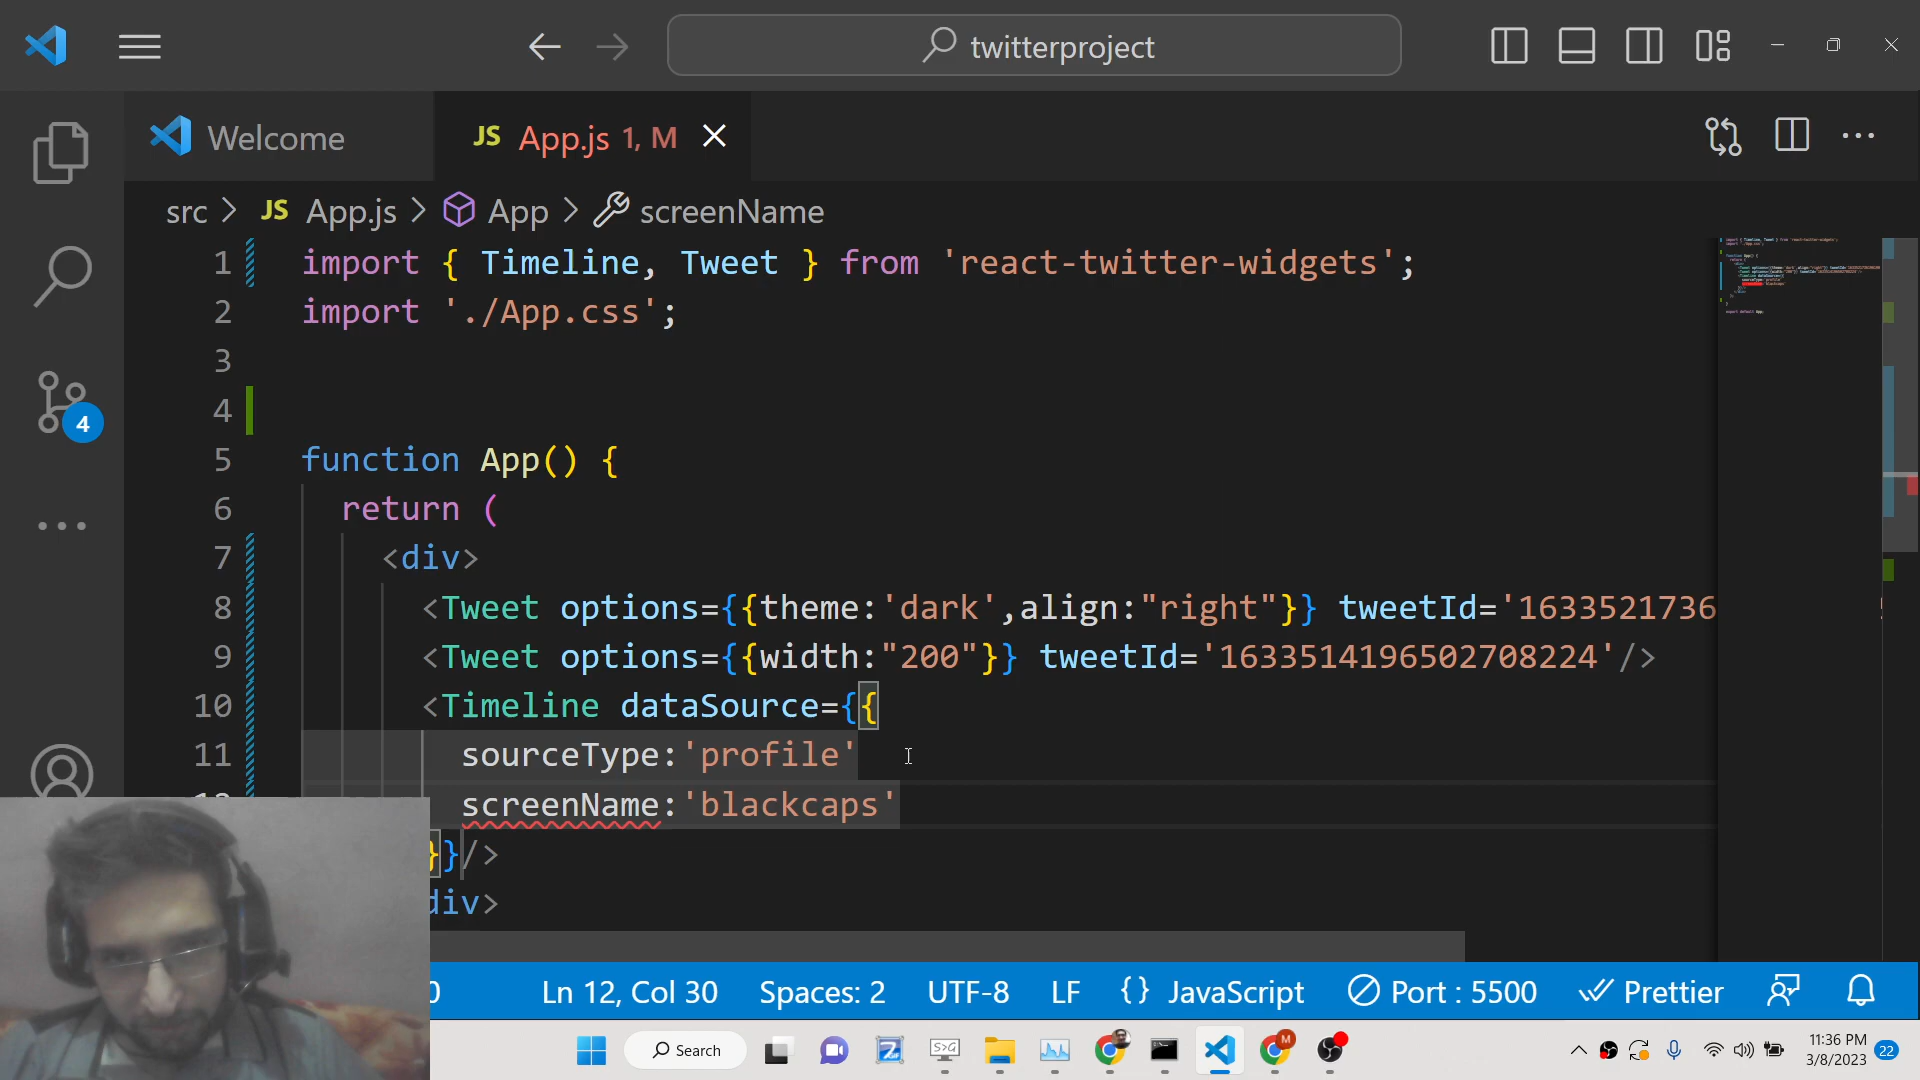 twitterproject
Welcome
JS App.js 1, M
src > JS App.js > App > screenName
1 import { Timeline, Tweet } from 'react-twitter-widgets';
2 import './App.css';
3
4
5 function App() {
6 return (
7 <div>
8 <Tweet options={{theme:'dark',align:"right"}} tweetId='1633521736
9 <Tweet options={{width:"200"}} tweetId='1633514196502708224'/>
10 <Timeline dataSource={{
11 sourceType:'profile'
screenName:'blackcaps'
}}/>
div>
4
0 Ln 12, Col 30 Spaces: 2 UTF-8 LF {} JavaScript Port : 5500 Prettier
Search
11:36 PM
3/8/2023
22